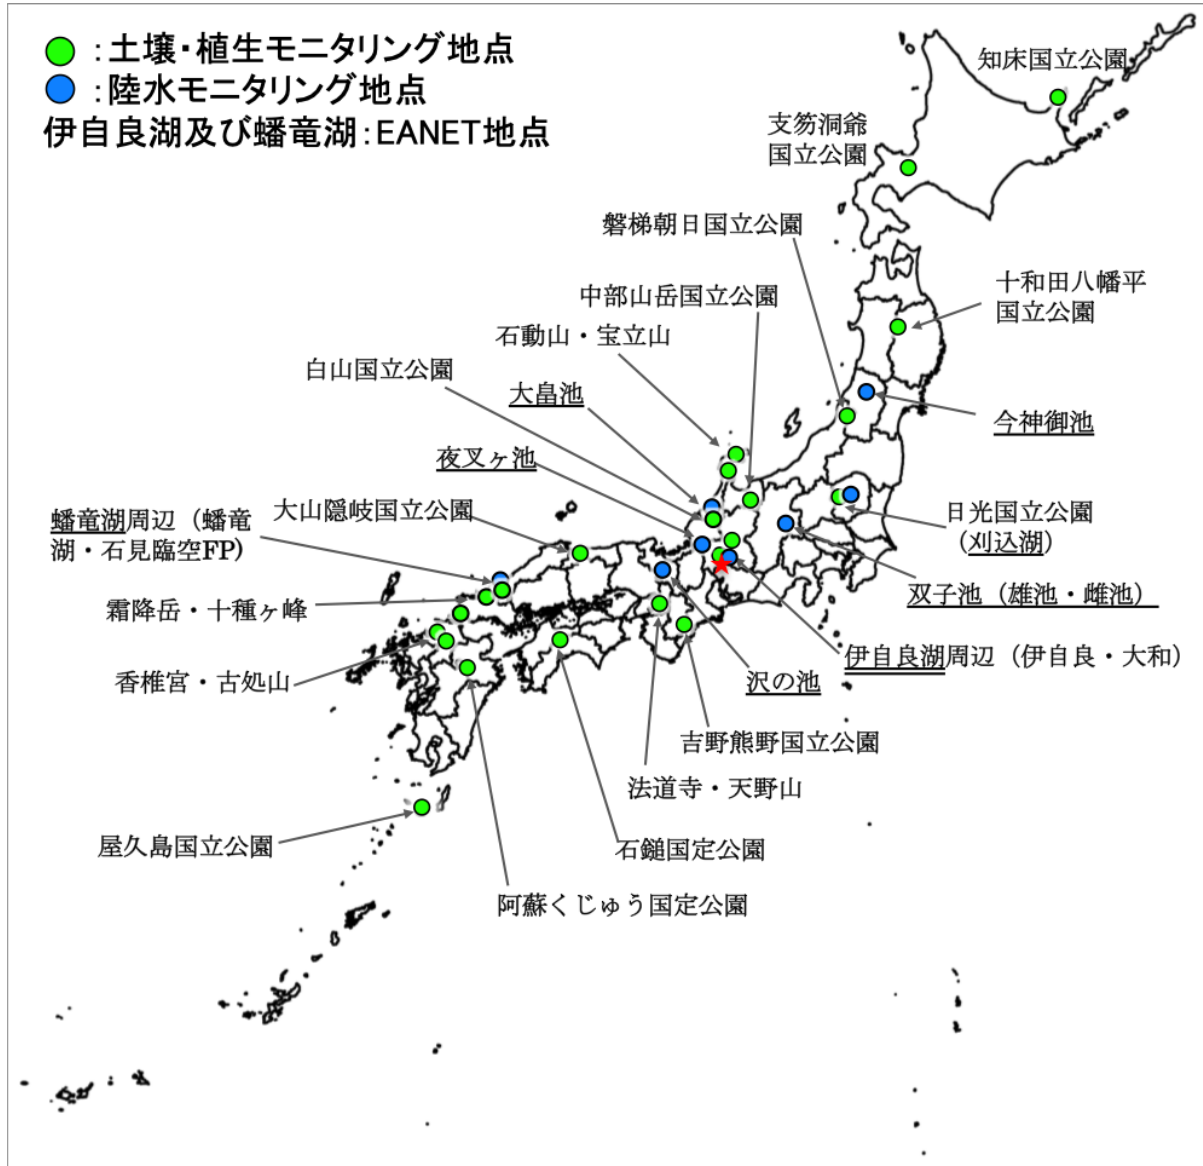 ：土壌・植生モニタリング地点
：陸水モニタリング地点
伊自良湖及び蟠竜湖：EANET地点
知床国立公園
支笏洞爺
国立公園
磐梯朝日国立公園
十和田八幡平
国立公園
中部山岳国立公園
石動山・宝立山
白山国立公園
大畠池
今神御池
夜叉ヶ池
大山隠岐国立公園
蟠竜湖周辺（蟠竜
湖・石見臨空FP）
日光国立公園
（刈込湖）
双子池（雄池・雌池）
霜降岳・十種ヶ峰
伊自良湖周辺（伊自良・大和）
香椎宮・古処山
沢の池
吉野熊野国立公園
法道寺・天野山
屋久島国立公園
石鎚国定公園
阿蘇くじゅう国定公園